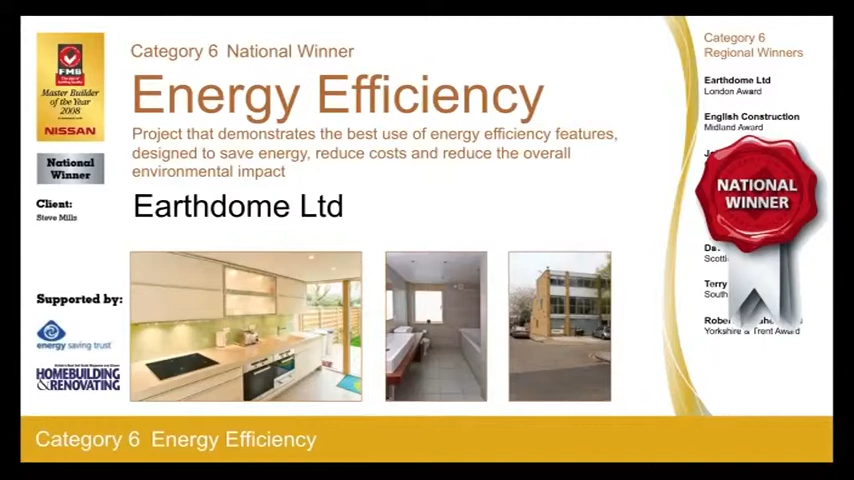 FMB
Master Builder
of the Year
2008
NISSAN
National
Winner
Client:
Steve Mills
Supported by:
energy saving trust
HOMEBUILDING
&RENOVATING
Category 6 National Winner
Energy Efficiency
Project that demonstrates the best use of energy efficiency features,
designed to save energy, reduce costs and reduce the overall
environmental impact
Earthdome Ltd
Category 6
Regional Winners
Earthdome Ltd
London Award
English Construction
Midland Award
NATIONAL
WINNER
Terry
South
Yorkshire & Trent Award
Category 6 Energy Efficiency